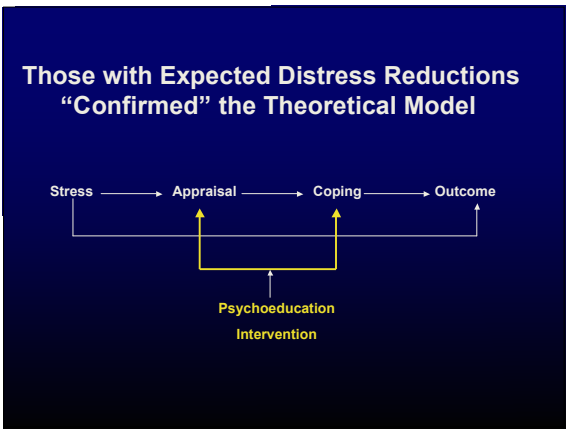 Those with Expected Distress Reductions
“Confirmed” the Theoretical Model
Stress Appraisal Coping Outcome
Psychoeducation
Intervention